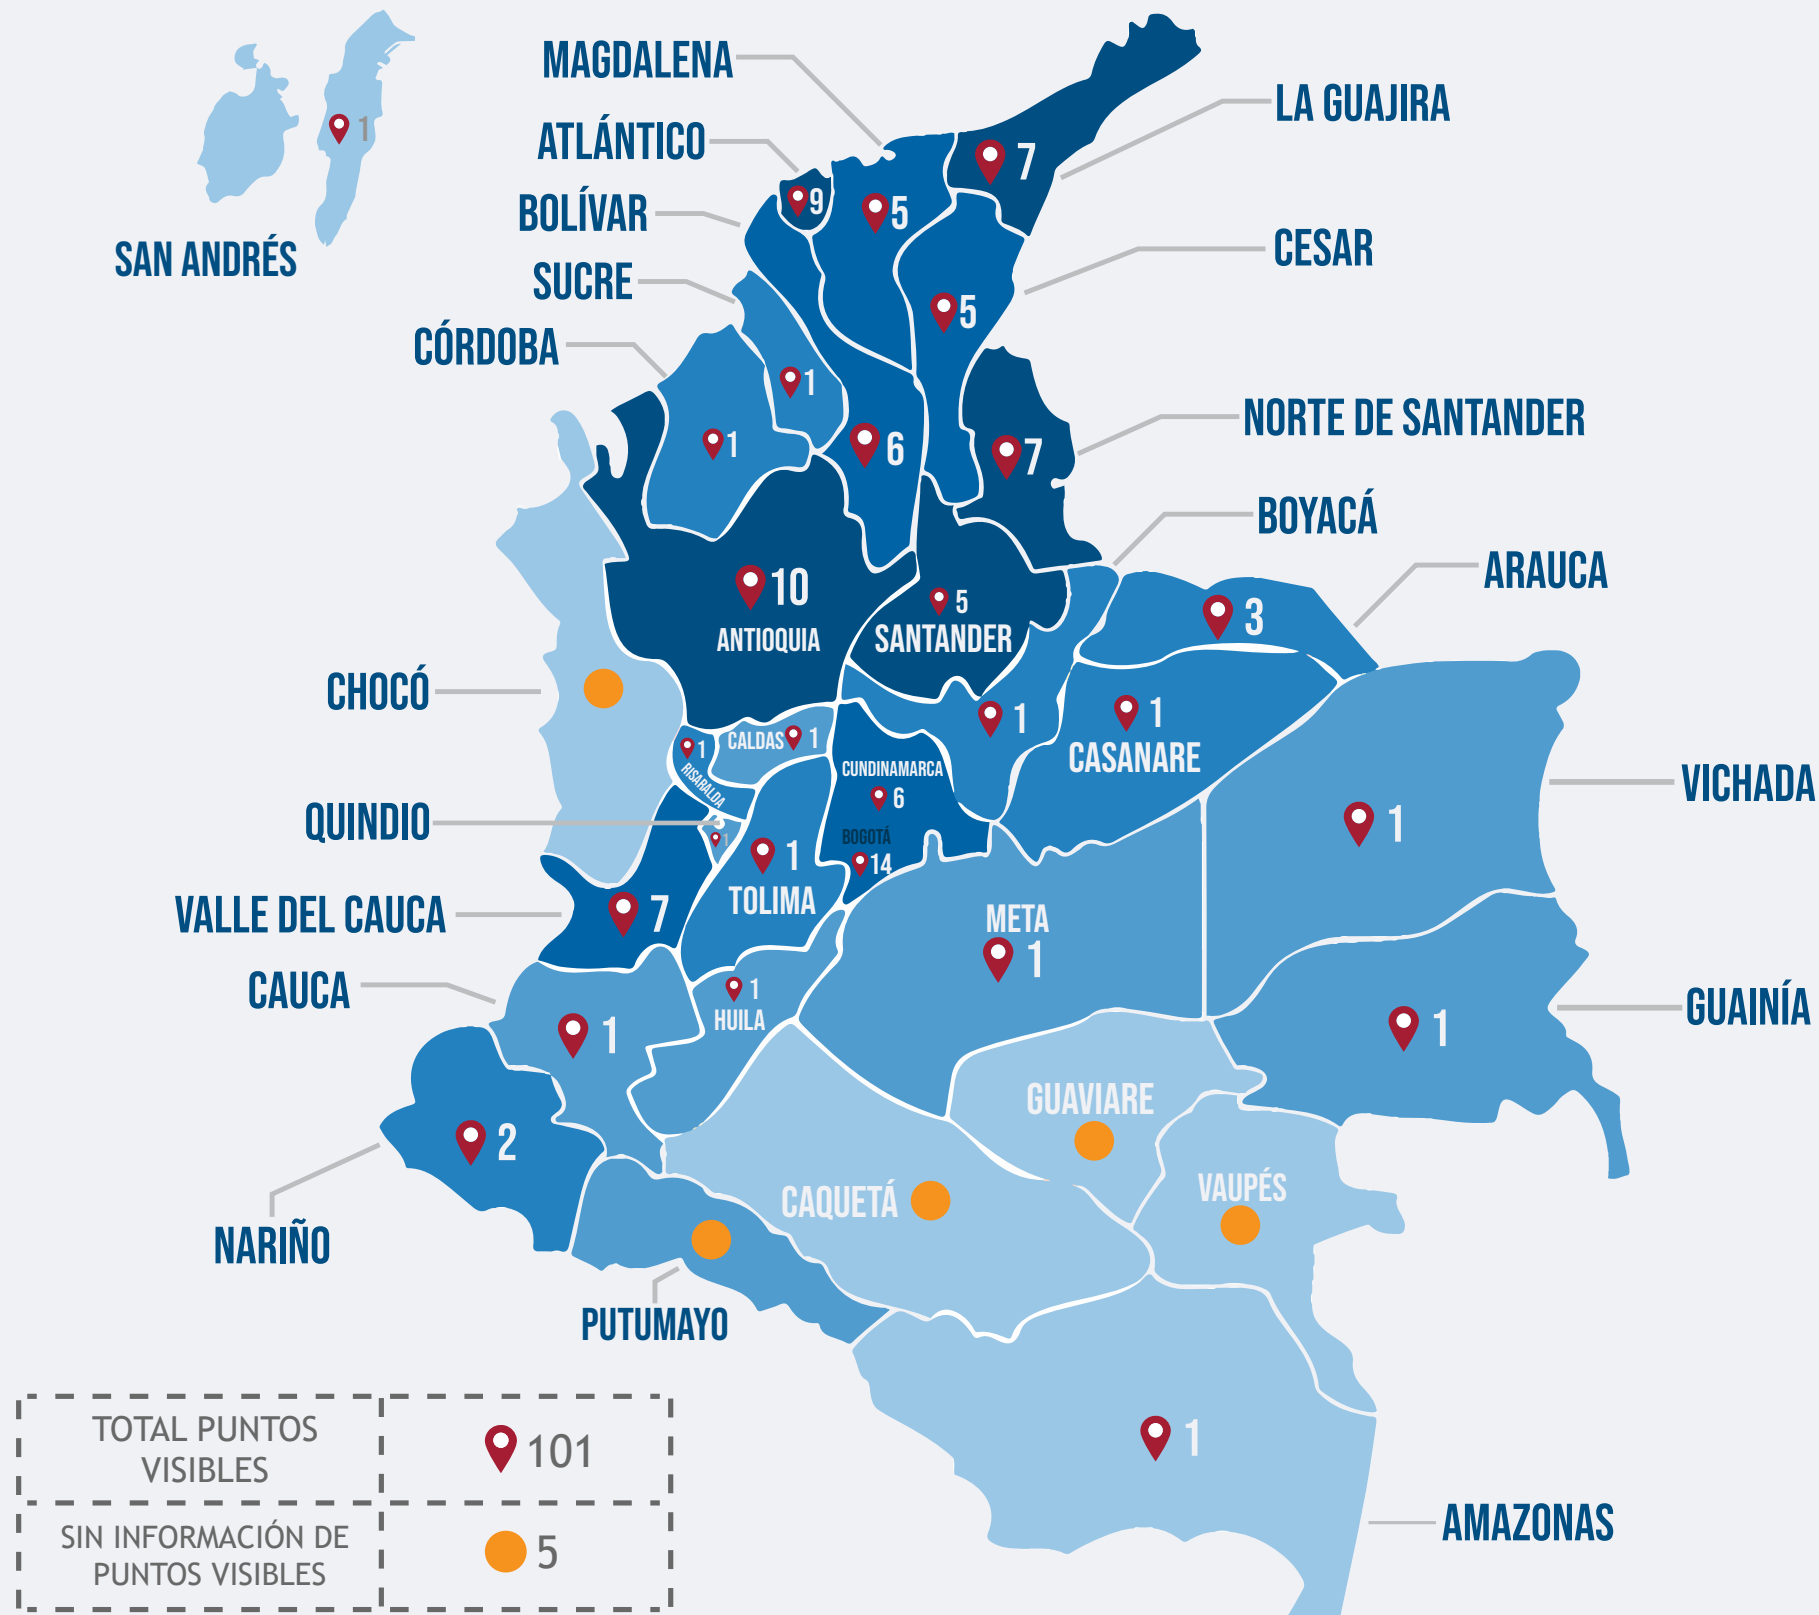 MAGDALENA
LA GUAJIRA
1
ATLÁNTICO
7
9
5
BOLÍVAR
SAN ANDRÉS
CESAR
SUCRE
5
CÓRDOBA
1
NORTE DE SANTANDER
1
6
7
BOYACÁ
ARAUCA
10
ANTIOQUIA
5
SANTANDER
3
CHOCÓ
1
1
CASANARE
1
CALDAS 1
RISARALDA
CUNDINAMARCA
6
VICHADA
QUINDIO
1
BOGOTÁ
14
1
TOLIMA
1
VALLE DEL CAUCA
7
META
1
CAUCA
1
HUILA
GUAINÍA
1
1
GUAVIARE
2
CAQUETÁ
VAUPÉS
NARIÑO
PUTUMAYO
1
AMAZONAS
TOTAL PUNTOS
VISIBLES
101
SIN INFORMACIÓN DE
PUNTOS VISIBLES
5